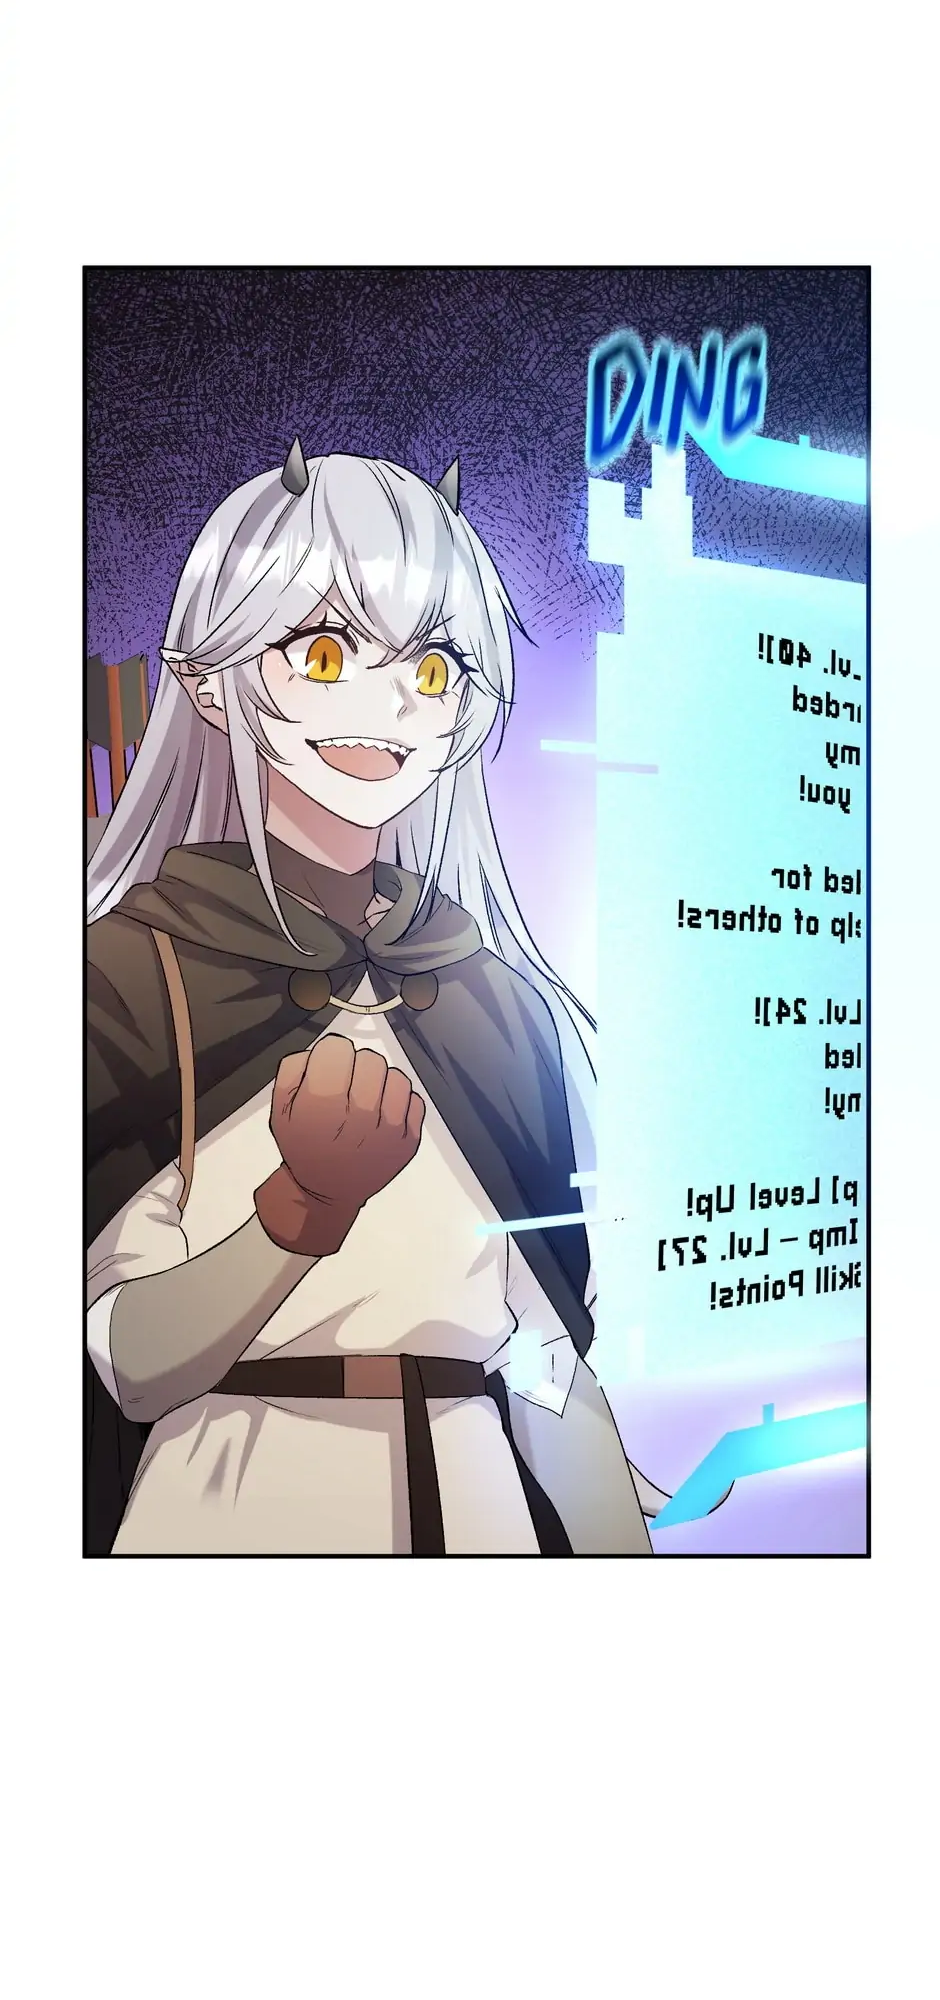 DING
Lvl. 40]!
rded
my
you!
led for
elp of others!
Lvl. 24]!
led
ny!
p] Level Up!
Imp – Lvl. 27]
Skill Points!